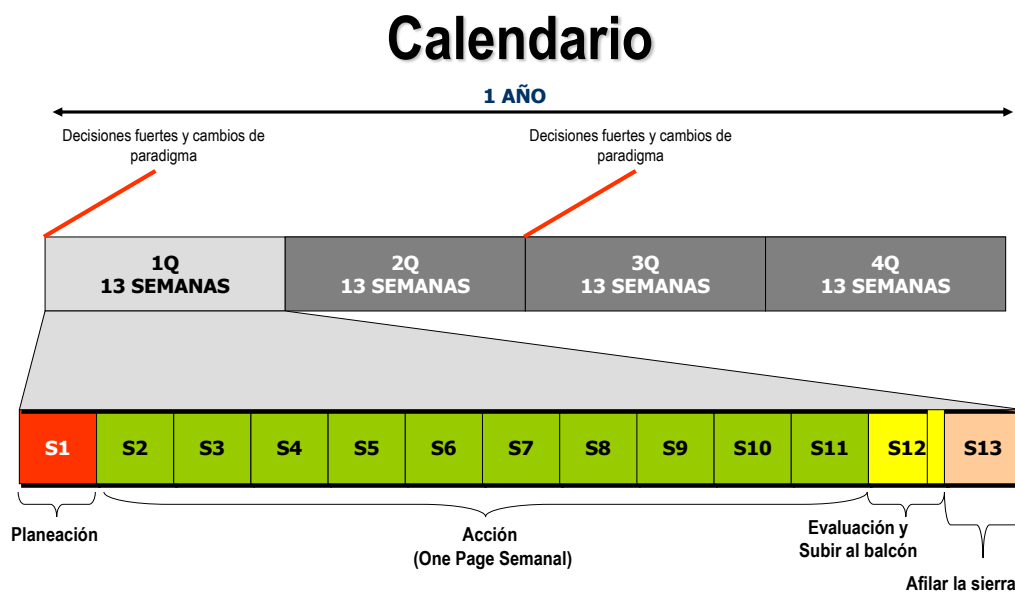 Calendario
1 AÑO
Decisiones fuertes y cambios de
paradigma
Decisiones fuertes y cambios de
paradigma
1Q
13 SEMANAS
2Q
13 SEMANAS
3Q
13 SEMANAS
4Q
13 SEMANAS
S1
S2
S3
S4
S5
S6
S7
S8
S9
S10
S11
S12
S13
Planeación
Acción
(One Page Semanal)
Evaluación y
Subir al balcón
Afilar la sierra